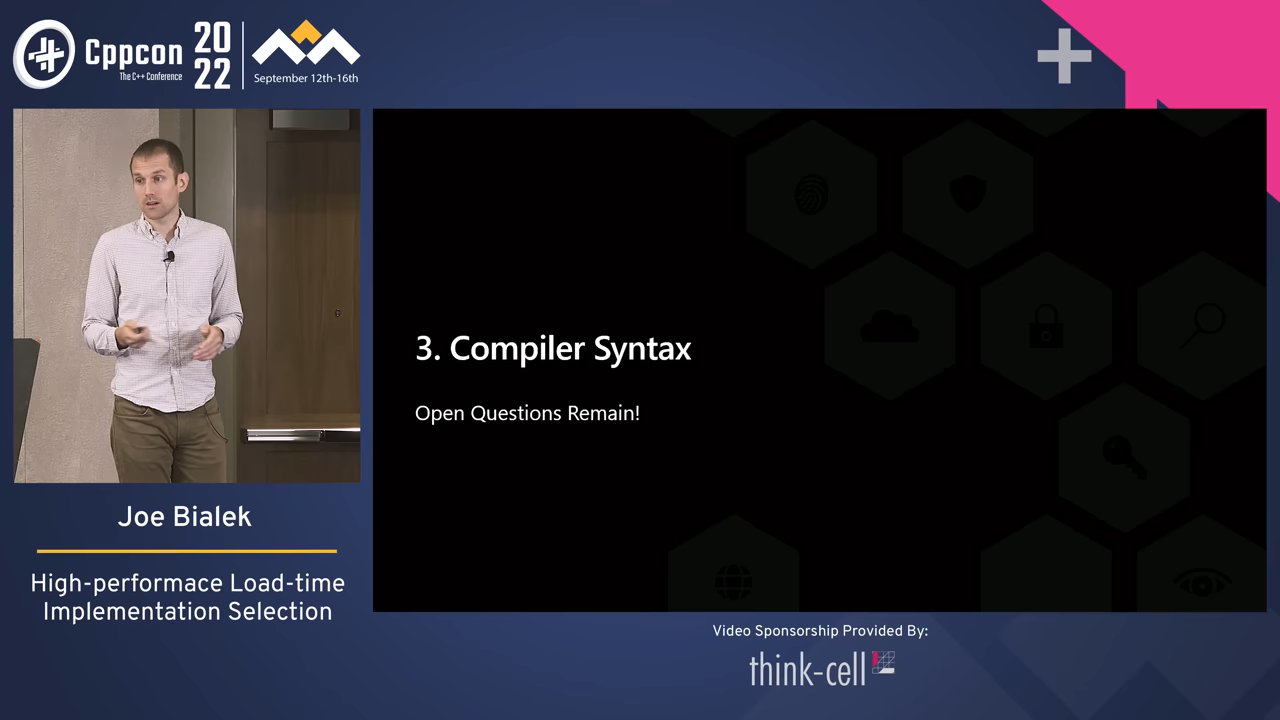 Cppcon
The C++ Conference
20
22
September 12th-16th
3. Compiler Syntax
Open Questions Remain!
Joe Bialek
High-performace Load-time
Implementation Selection
Video Sponsorship Provided By:
think-cell